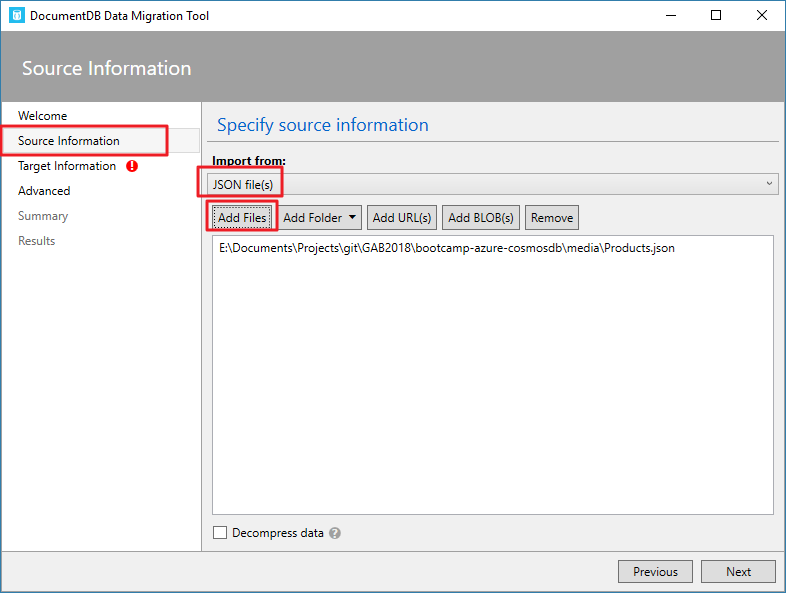 DocumentDB Data Migration Tool
Source Information
Welcome
Source Information
Target Information
Advanced
Summary
Results
Specify source information
Import from:
JSON file(s)
Add Files Add Folder Add URL(s) Add BLOB(s) Remove
E:\Documents\Projects\git\GAB2018\bootcamp-azure-cosmosdb\media\Products.json
Decompress data ?
Previous Next